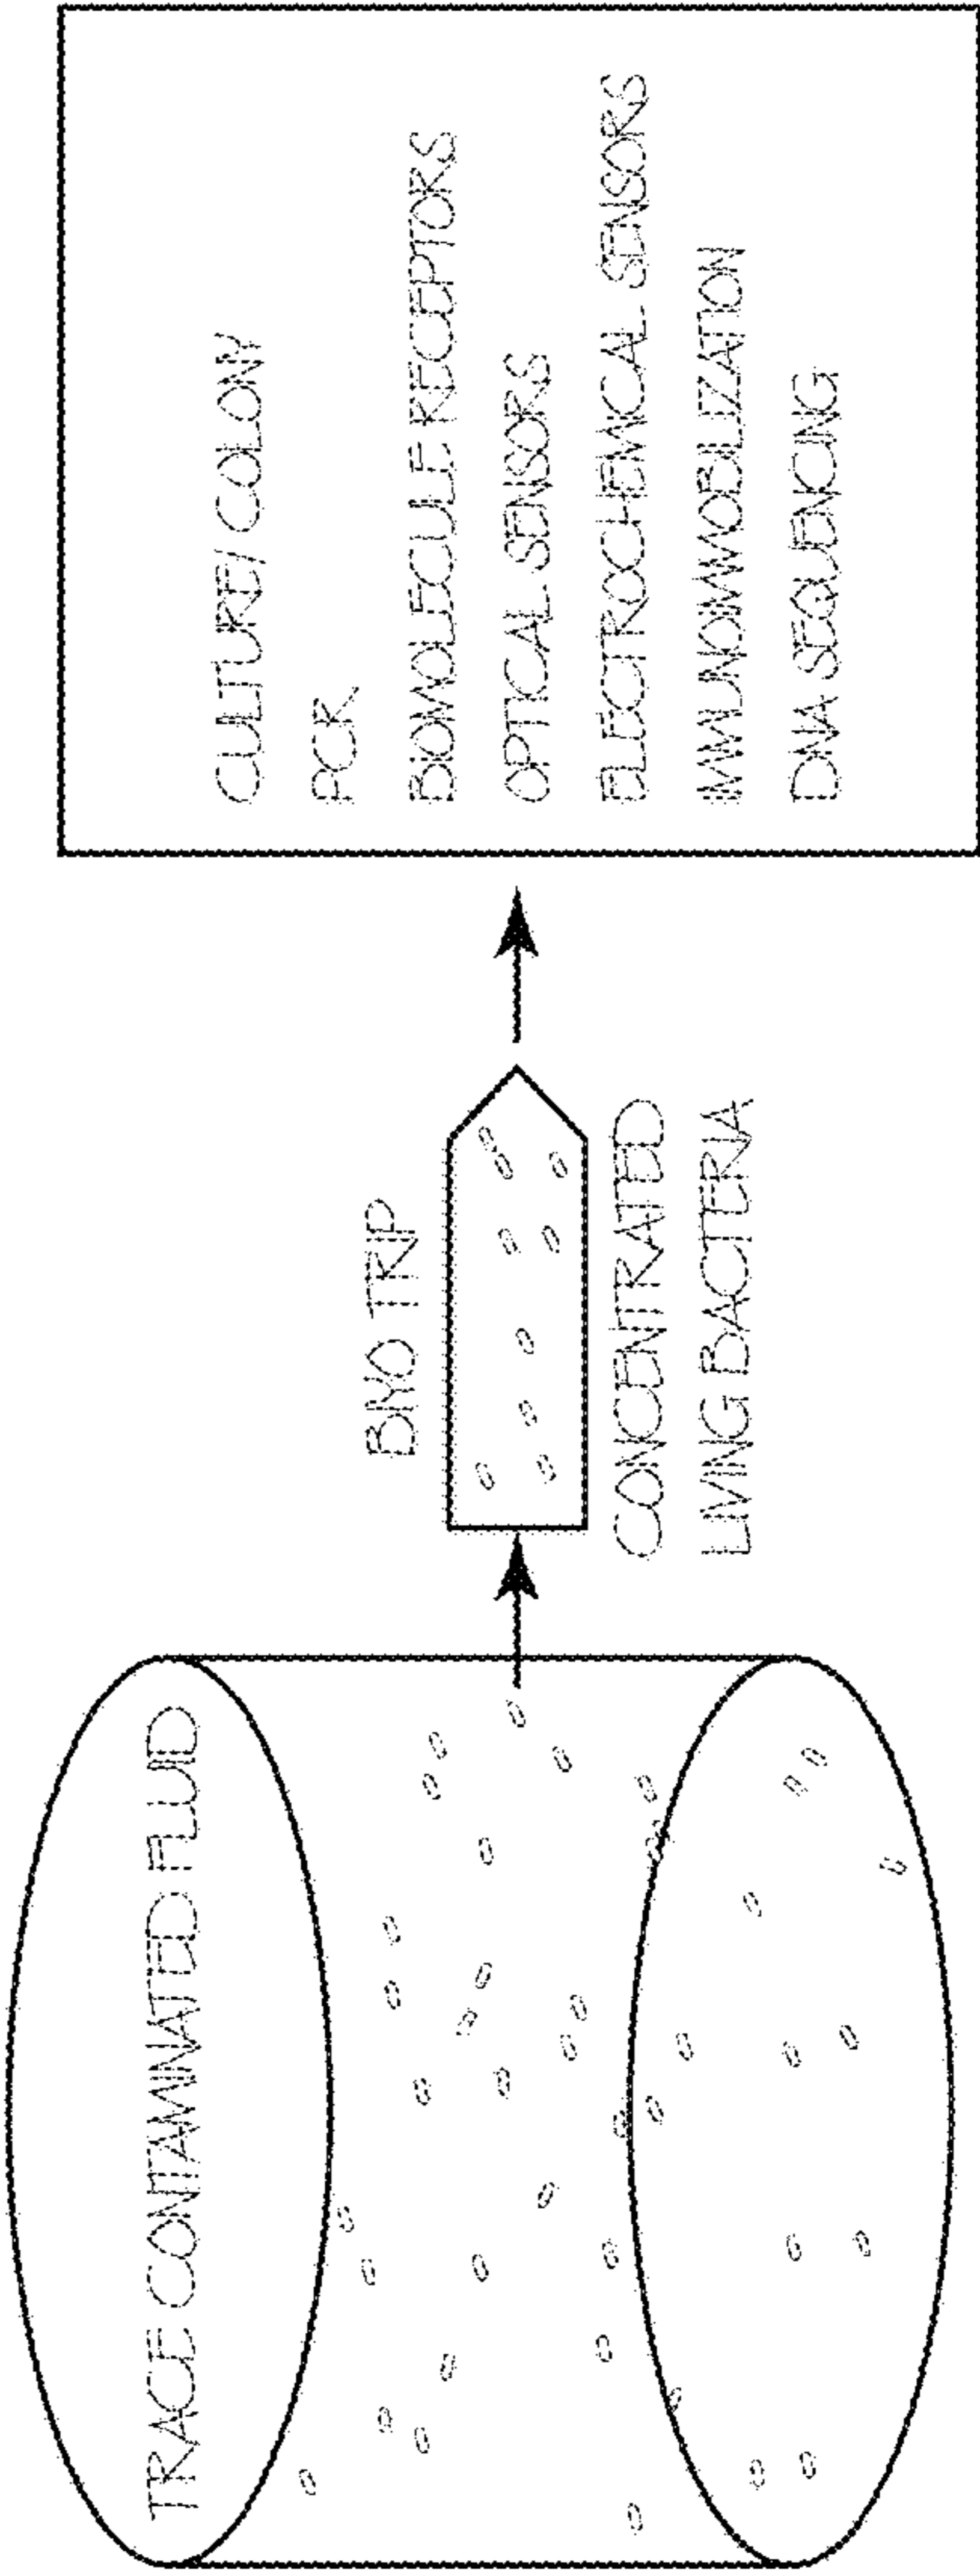 TRACE CONTAMINATED FLUID
BIYO TRIP
CONCENTRATED
LIVING BACTERIA
CULTURE/ COLONY
PCR
BIOMOLECULE RECEPTORS
OPTICAL SENSORS
ELECTROCHEMICAL SENSORS
IMMUNOIMMOBILIZATION
DNA SEQUENCING